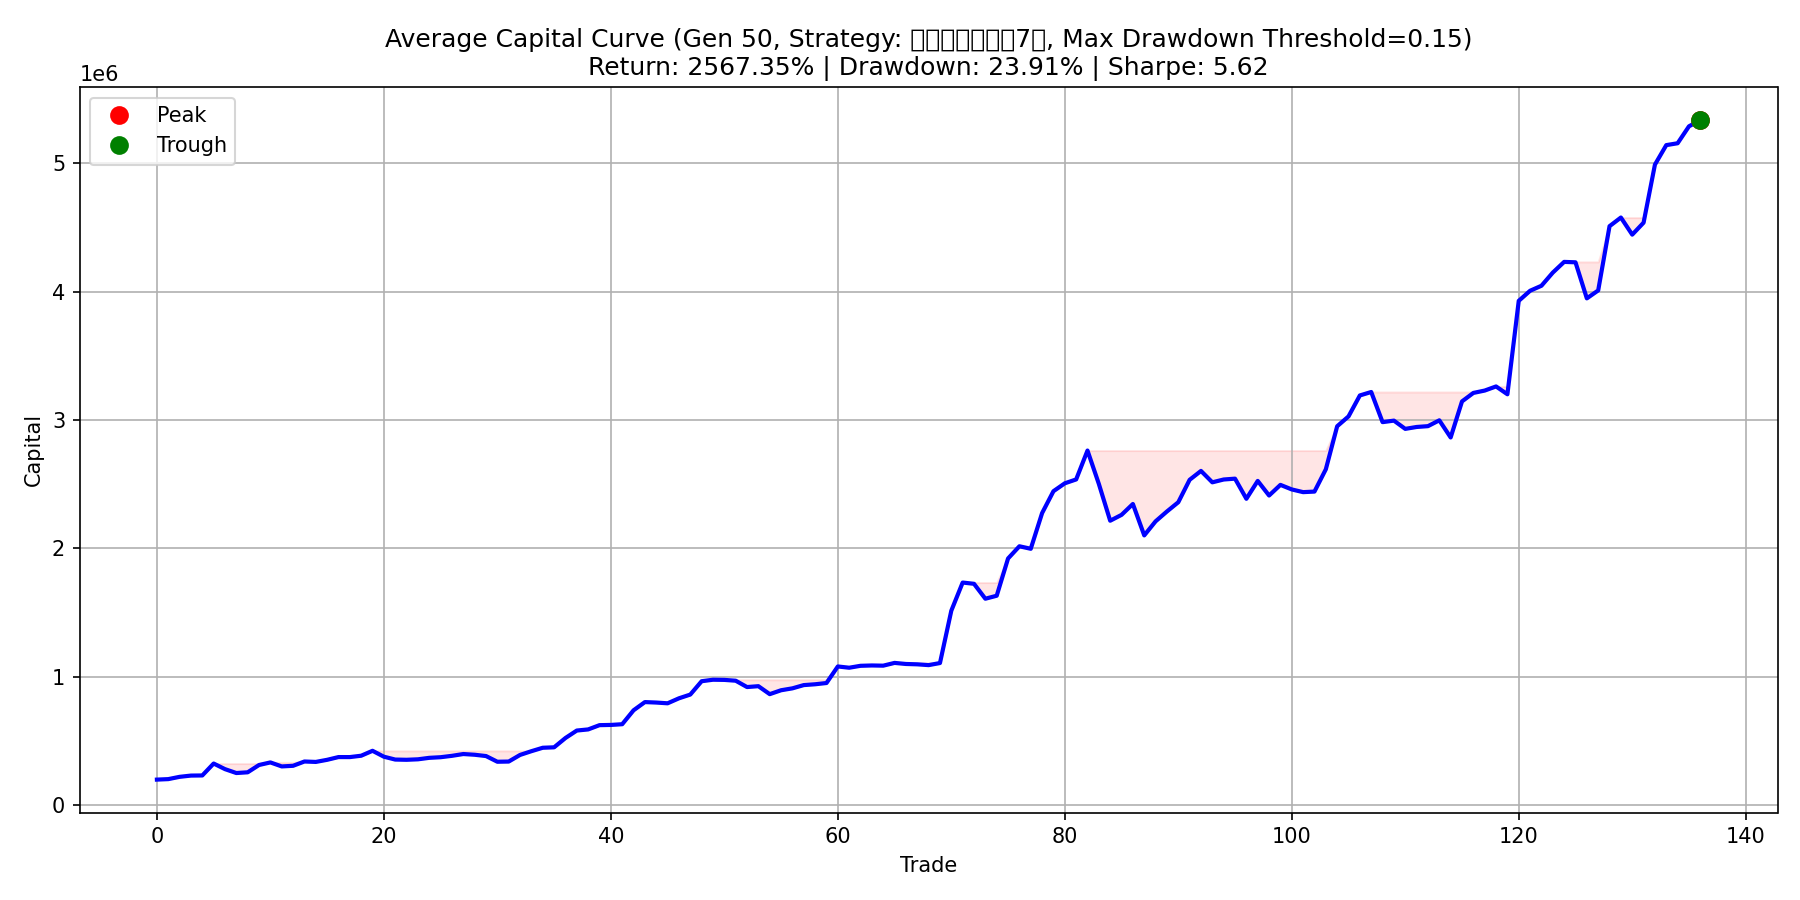 Average Capital Curve (Gen 50, Strategy: 7, Max Drawdown Threshold=0.15)
Return: 2567.35% | Drawdown: 23.91% | Sharpe: 5.62
1e6
Peak
Trough
5
4
3
2
1
0
Capital
0 20 40 60 80 100 120 140
Trade